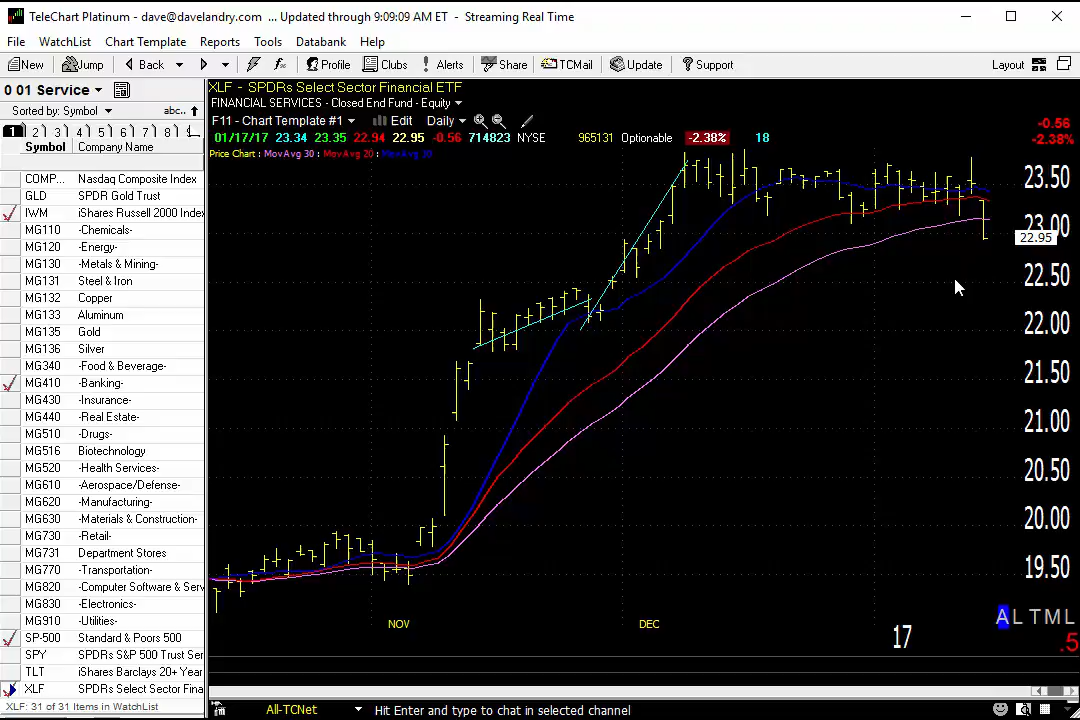 TeleChart Platinum - dave@davelandry.com ... Updated through 9:09:09 AM ET - Streaming Real Time
File WatchList Chart Template Reports Tools Databank Help
New Jump Back Profile Clubs Alerts Share TCMail Update Support Layout
0 01 Service
Sorted by: Symbol abc..
1 2 3 4 5 6 7 8
Symbol Company Name
COMP... Nasdaq Composite Index
GLD SPDR Gold Trust
IWM iShares Russell 2000 Index
MG110 -Chemicals-
MG120 -Energy-
MG130 -Metals & Mining-
MG131 Steel & Iron
MG132 Copper
MG133 Aluminum
MG135 Gold
MG136 Silver
MG340 -Food & Beverage-
MG410 -Banking-
MG430 -Insurance-
MG440 -Real Estate-
MG510 -Drugs-
MG516 Biotechnology
MG520 -Health Services-
MG610 -Aerospace/Defense-
MG620 -Manufacturing-
MG630 -Materials & Construction-
MG730 -Retail-
MG731 Department Stores
MG770 -Transportation-
MG820 -Computer Software & Serv
MG830 -Electronics-
MG910 -Utilities-
SP-500 Standard & Poors 500
SPY SPDRs S&P 500 Trust Ser
TLT iShares Barclays 20+ Year
XLF SPDRs Select Sector Fina
XLF: 31 of 31 Items in WatchList
XLF - SPDRs Select Sector Financial ETF
FINANCIAL SERVICES - Closed End Fund - Equity
F11 - Chart Template #1 Edit Daily
01/17/17 23.34 23.35 22.94 22.95 -0.56 714823 NYSE 965131 Optionable -2.38% 18
-0.56
-2.38%
Price Chart : MovAvg 30 : MovAvg 20 : MovAvg 10
23.50
23.00
22.95
22.50
22.00
21.50
21.00
20.50
20.00
19.50
NOV DEC 17
A L T M L
.5
All-TCNet Hit Enter and type to chat in selected channel